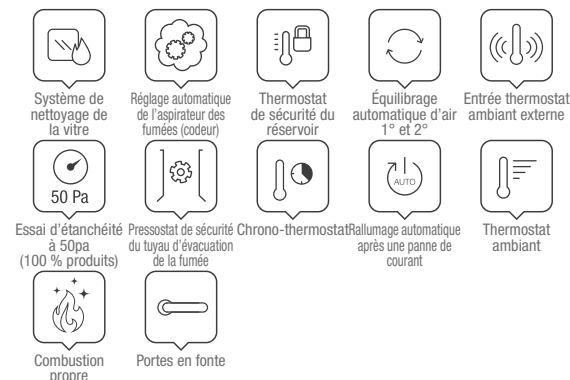 Système de
nettoyage de
la vitre
Réglage automatique
de l'aspirateur des
fumées (codeur)
Thermostat
de sécurité du
réservoir
Équilibrage
automatique d'air
1° et 2°
Entrée thermostat
ambiant externe
50 Pa
Essai d'étanchéité
à 50pa
(100 % produits)
Pressostat de sécurité
du tuyau d'évacuation
de la fumée
Chrono-thermostat
AUTO
Rallumage automatique
après une panne de
courant
Thermostat
ambiant
Combustion
propre
Portes en fonte